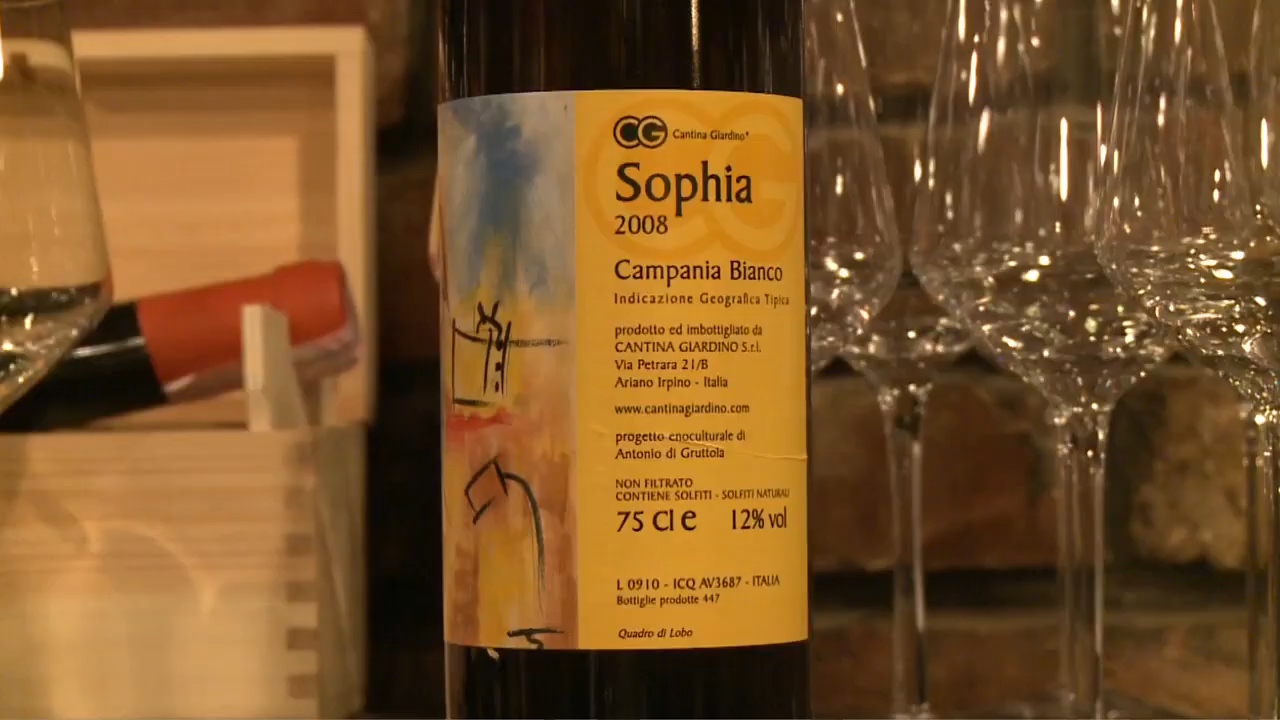 CG Cantina Giardino
Sophia
2008
Campania Bianco
Indicazione Geografica Tipica
prodotto ed imbottigliato da
CANTINA GIARDINO S.r.l.
Via Petrara 21/B
Ariano Irpino - Italia
www.cantinagiardino.com
progetto enoculturale di
Antonio di Gruttola
NON FILTRATO
CONTIENE SOLFITI - SOLFITI NATURALI
75 Cl e 12% vol
L 0910 - ICQ AV3687 - ITALIA
Bottiglie prodotte 447
Quadro di Lobo